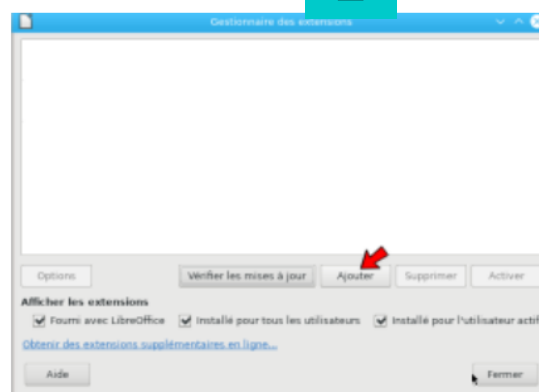 Gestionnaire des extensions
Options Vérifier les mises à jour Ajouter Supprimer Activer
Afficher les extensions
Fourni avec LibreOffice Installé pour tous les utilisateurs Installé pour l'utilisateur actif
Obtenir des extensions supplémentaires en ligne...
Aide Fermer